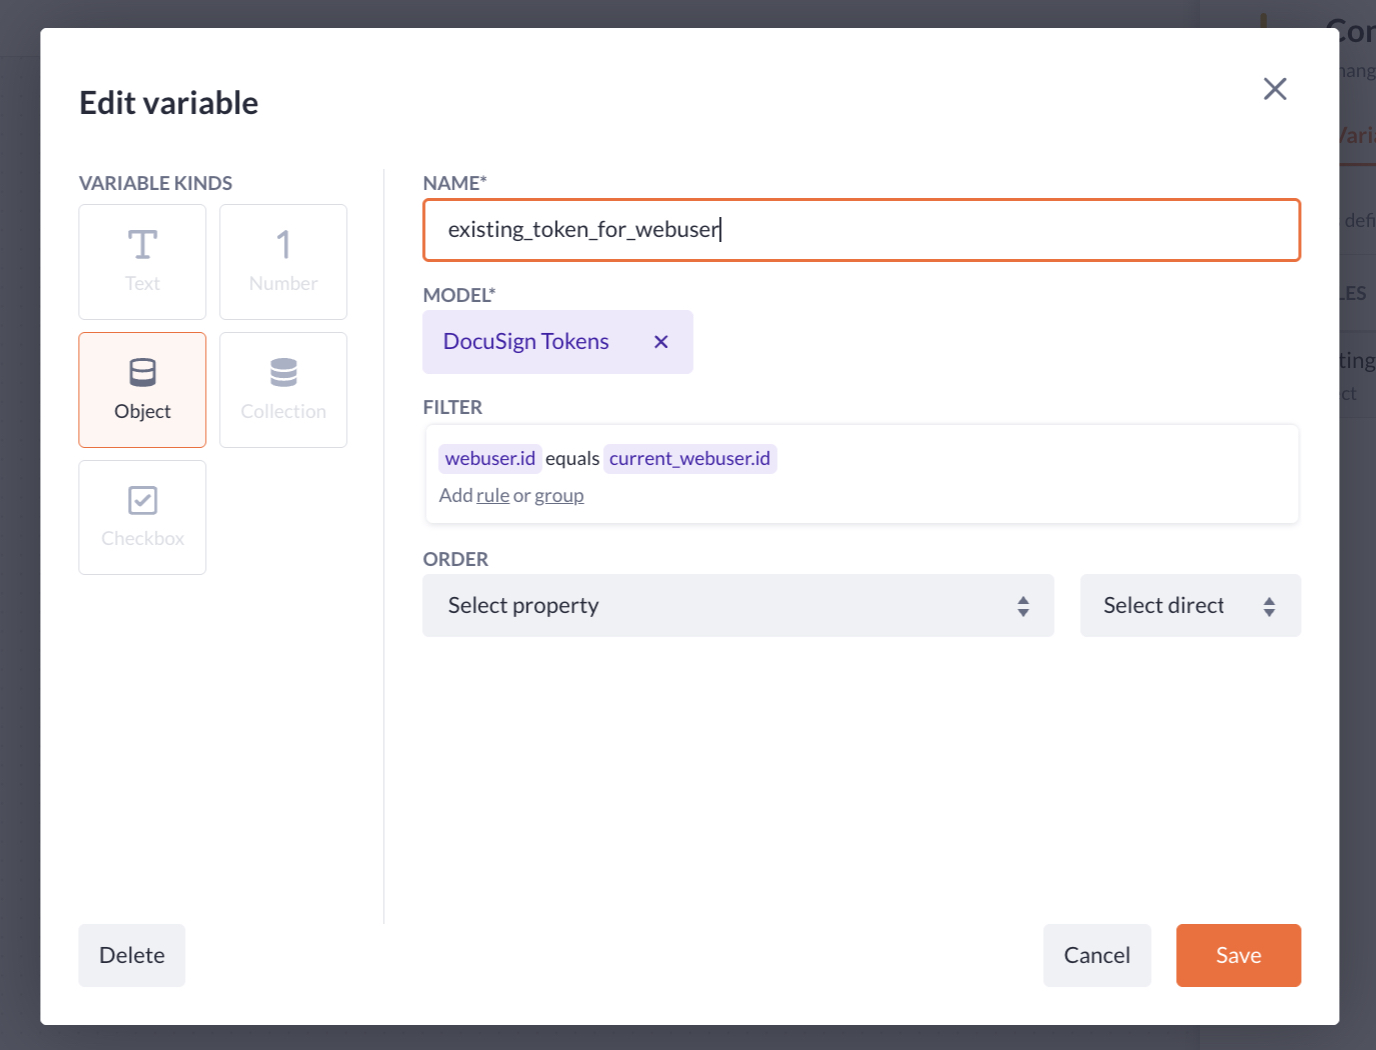 Edit variable
VARIABLE KINDS
Text
1
Number
Object
Collection
Checkbox
NAME*
existing_token_for_webuser
MODEL*
DocuSign Tokens
FILTER
webuser.id equals current_webuser.id
Add rule or group
ORDER
Select property
Select direct
Delete
Cancel
Save